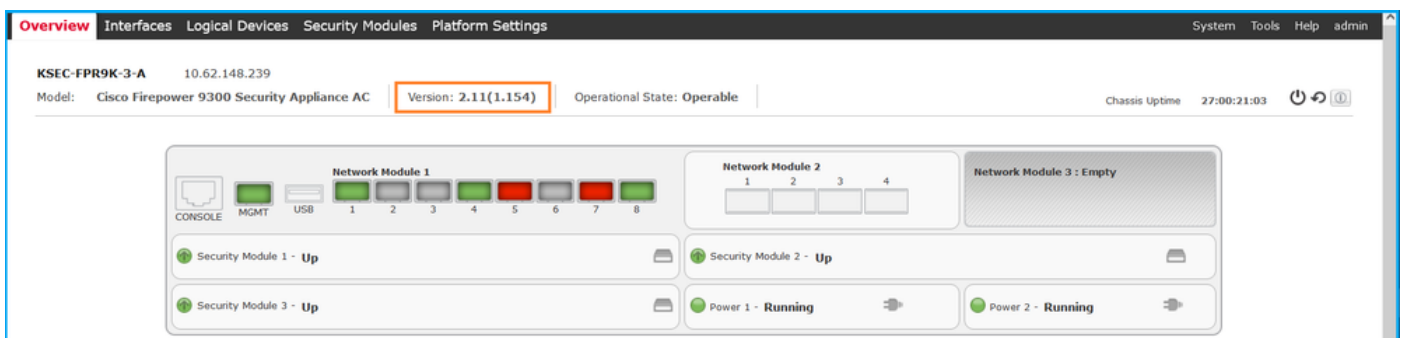 Overview Interfaces Logical Devices Security Modules Platform Settings System Tools Help admin
KSEC-FPR9K-3-A 10.62.148.239
Model: Cisco Firepower 9300 Security Appliance AC Version: 2.11(1.154) Operational State: Operable Chassis Uptime 27:00:21:03
Network Module 1
CONSOLE MGMT USB 1 2 3 4 5 6 7 8
Network Module 2
1 2 3 4
Network Module 3 : Empty
Security Module 1 - Up
Security Module 2 - Up
Security Module 3 - Up
Power 1 - Running
Power 2 - Running